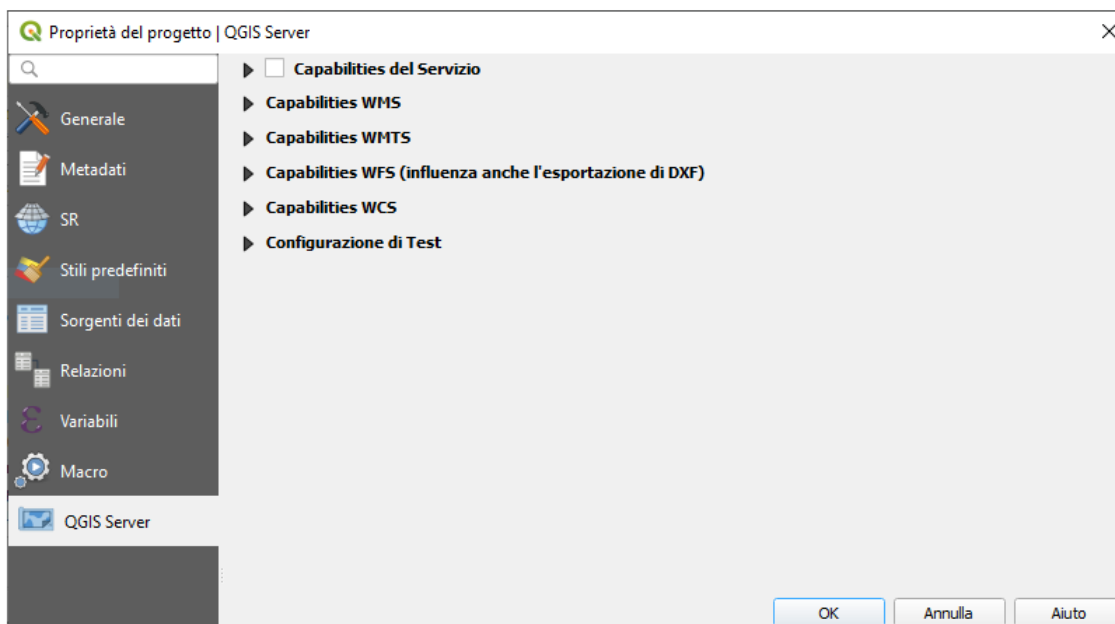 Proprietà del progetto | QGIS Server
Generale
Metadati
SR
Stili predefiniti
Sorgenti dei dati
Relazioni
Variabili
Macro
QGIS Server
Capabilities del Servizio
Capabilities WMS
Capabilities WMTS
Capabilities WFS (influenza anche l'esportazione di DXF)
Capabilities WCS
Configurazione di Test
OK
Annulla
Aiuto